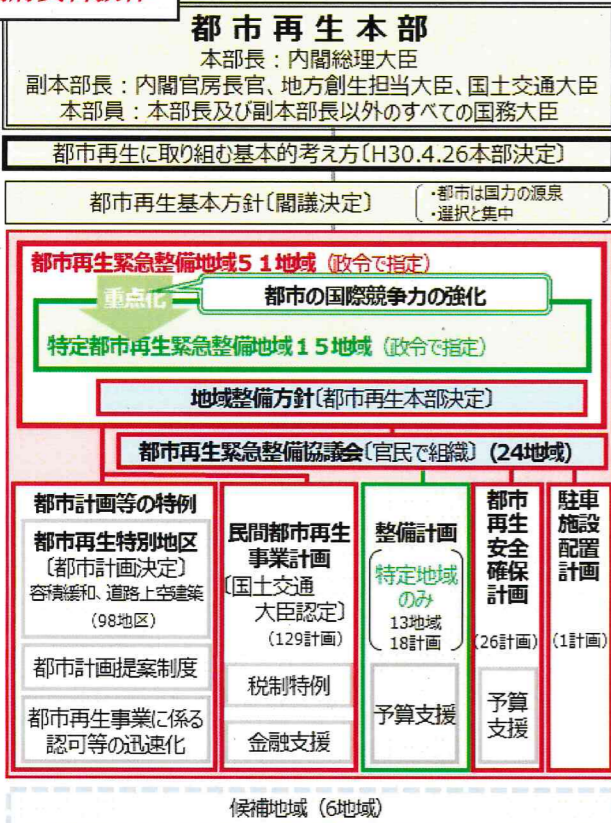 都市再生本部
本部長：内閣総理大臣
副本部長：内閣官房長官、地方創生担当大臣、国土交通大臣
本部員：本部長及び副本部長以外のすべての国務大臣
都市再生に取り組む基本的考え方〔H30.4.26本部決定〕
都市再生基本方針〔閣議決定〕
・都市は国力の源泉
・選択と集中
都市再生緊急整備地域５１地域（政令で指定）
重点化
都市の国際競争力の強化
特定都市再生緊急整備地域１５地域（政令で指定）
地域整備方針〔都市再生本部決定〕
都市再生緊急整備協議会〔官民で組織〕(24地域)
都市計画等の特例
都市再生特別地区
〔都市計画決定〕
容積緩和、道路上空建築
（98地区）
都市計画提案制度
都市再生事業に係る
認可等の迅速化
民間都市再生
事業計画
〔国土交通
大臣認定〕
（129計画）
税制特例
金融支援
整備計画
特定地域
のみ
13地域
18計画
予算支援
都市
再生
安全
確保
計画
（26計画）
予算
支援
駐車
施設
配置
計画
（1計画）
候補地域（6地域）